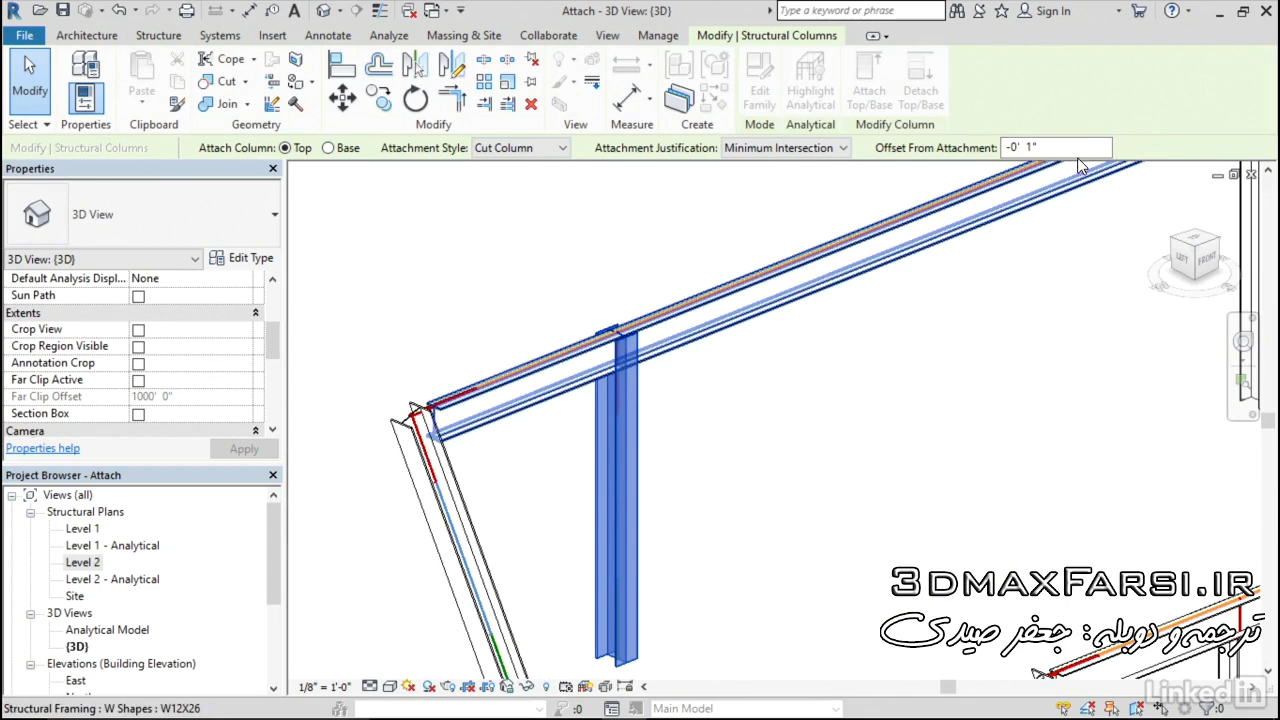 Attach - 3D View: {3D}
Type a keyword or phrase
Sign In
File
Architecture
Structure
Systems
Insert
Annotate
Analyze
Massing & Site
Collaborate
View
Manage
Modify | Structural Columns
Modify
Paste
Cope
Cut
Join
Edit Family
Highlight Analytical
Attach Top/Base
Detach Top/Base
Select
Properties
Clipboard
Geometry
Modify
View
Measure
Create
Mode
Analytical
Modify Column
Modify | Structural Columns
Attach Column:
Top
Base
Attachment Style:
Cut Column
Attachment Justification:
Minimum Intersection
Offset From Attachment:
-0' 1"
Properties
3D View
3D View: {3D}
Edit Type
Default Analysis Displ...
None
Sun Path
Extents
Crop View
Crop Region Visible
Annotation Crop
Far Clip Active
Far Clip Offset
1000' 0"
Section Box
Camera
Properties help
Apply
Project Browser - Attach
Views (all)
Structural Plans
Level 1
Level 1 - Analytical
Level 2
Level 2 - Analytical
Site
3D Views
Analytical Model
{3D}
Elevations (Building Elevation)
East
LEFT
FRONT
3DMAXFARSI.IR
ترجمه و دوبله: جعفر صیدی
LinkedIn
1/8" = 1'-0"
Structural Framing : W Shapes : W12X26
:0
Main Model
:0